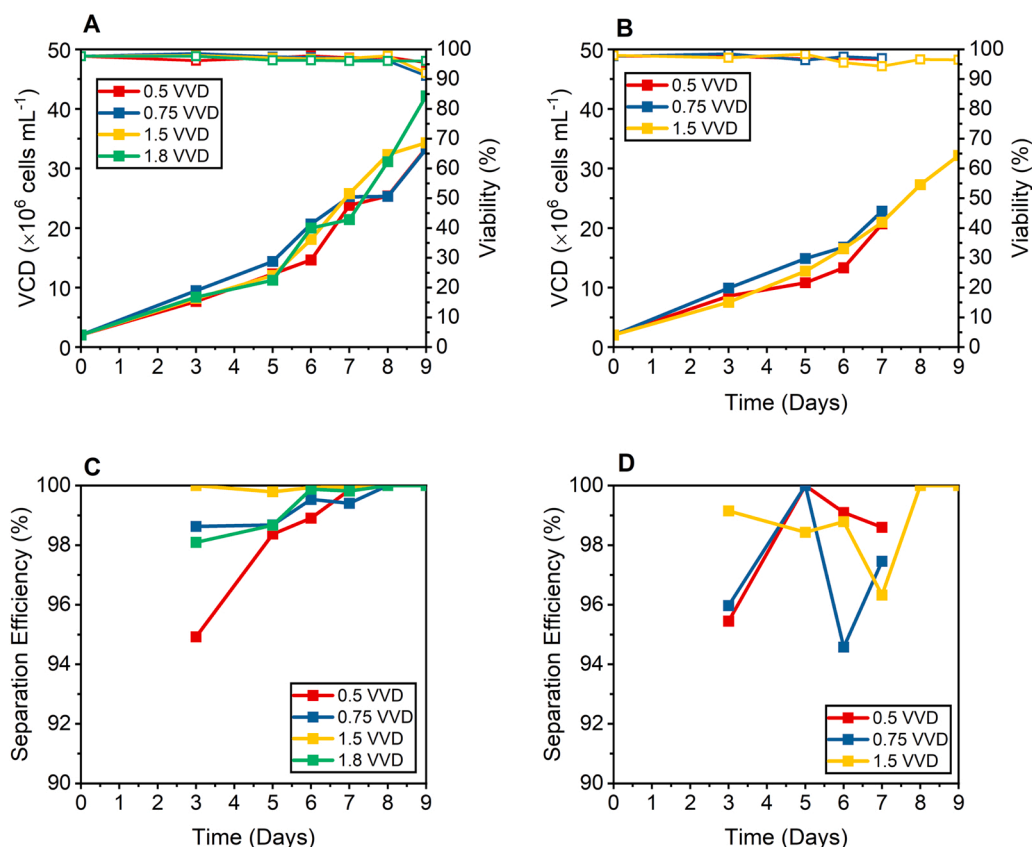 A
50
40
30
20
10
0
VCD (×10⁶ cells mL⁻¹)
100
90
80
70
60
50
40
30
20
10
0
Viability (%)
0.5 VVD
0.75 VVD
1.5 VVD
1.8 VVD
0 1 2 3 4 5 6 7 8 9
B
50
40
30
20
10
0
VCD (×10⁶ cells mL⁻¹)
100
90
80
70
60
50
40
30
20
10
0
Viability (%)
0.5 VVD
0.75 VVD
1.5 VVD
0 1 2 3 4 5 6 7 8 9
Time (Days)
C
100
98
96
94
92
90
Separation Efficiency (%)
0.5 VVD
0.75 VVD
1.5 VVD
1.8 VVD
0 1 2 3 4 5 6 7 8 9
Time (Days)
D
100
98
96
94
92
90
Separation Efficiency (%)
0.5 VVD
0.75 VVD
1.5 VVD
0 1 2 3 4 5 6 7 8 9
Time (Days)